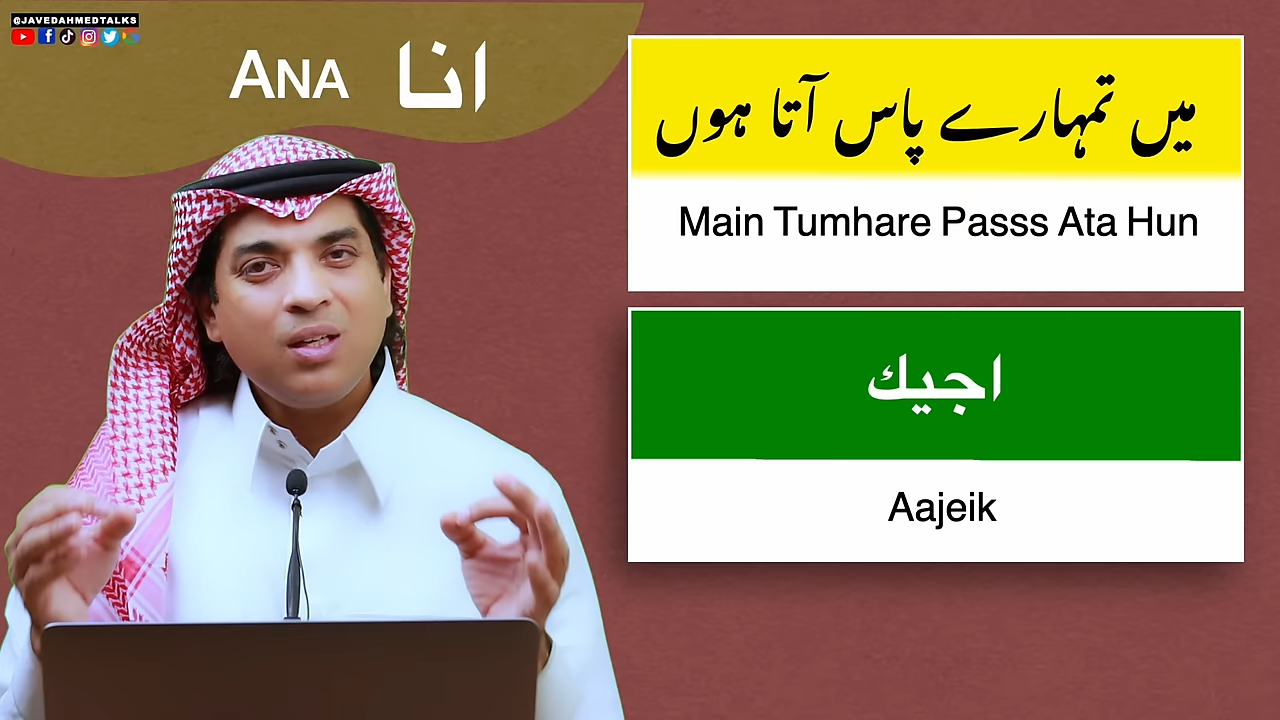 @JAVEDAHMEDTALKS
ANA انا
میں تمہارے پاس آتا ہوں
Main Tumhare Passs Ata Hun
اجيك
Aajeik